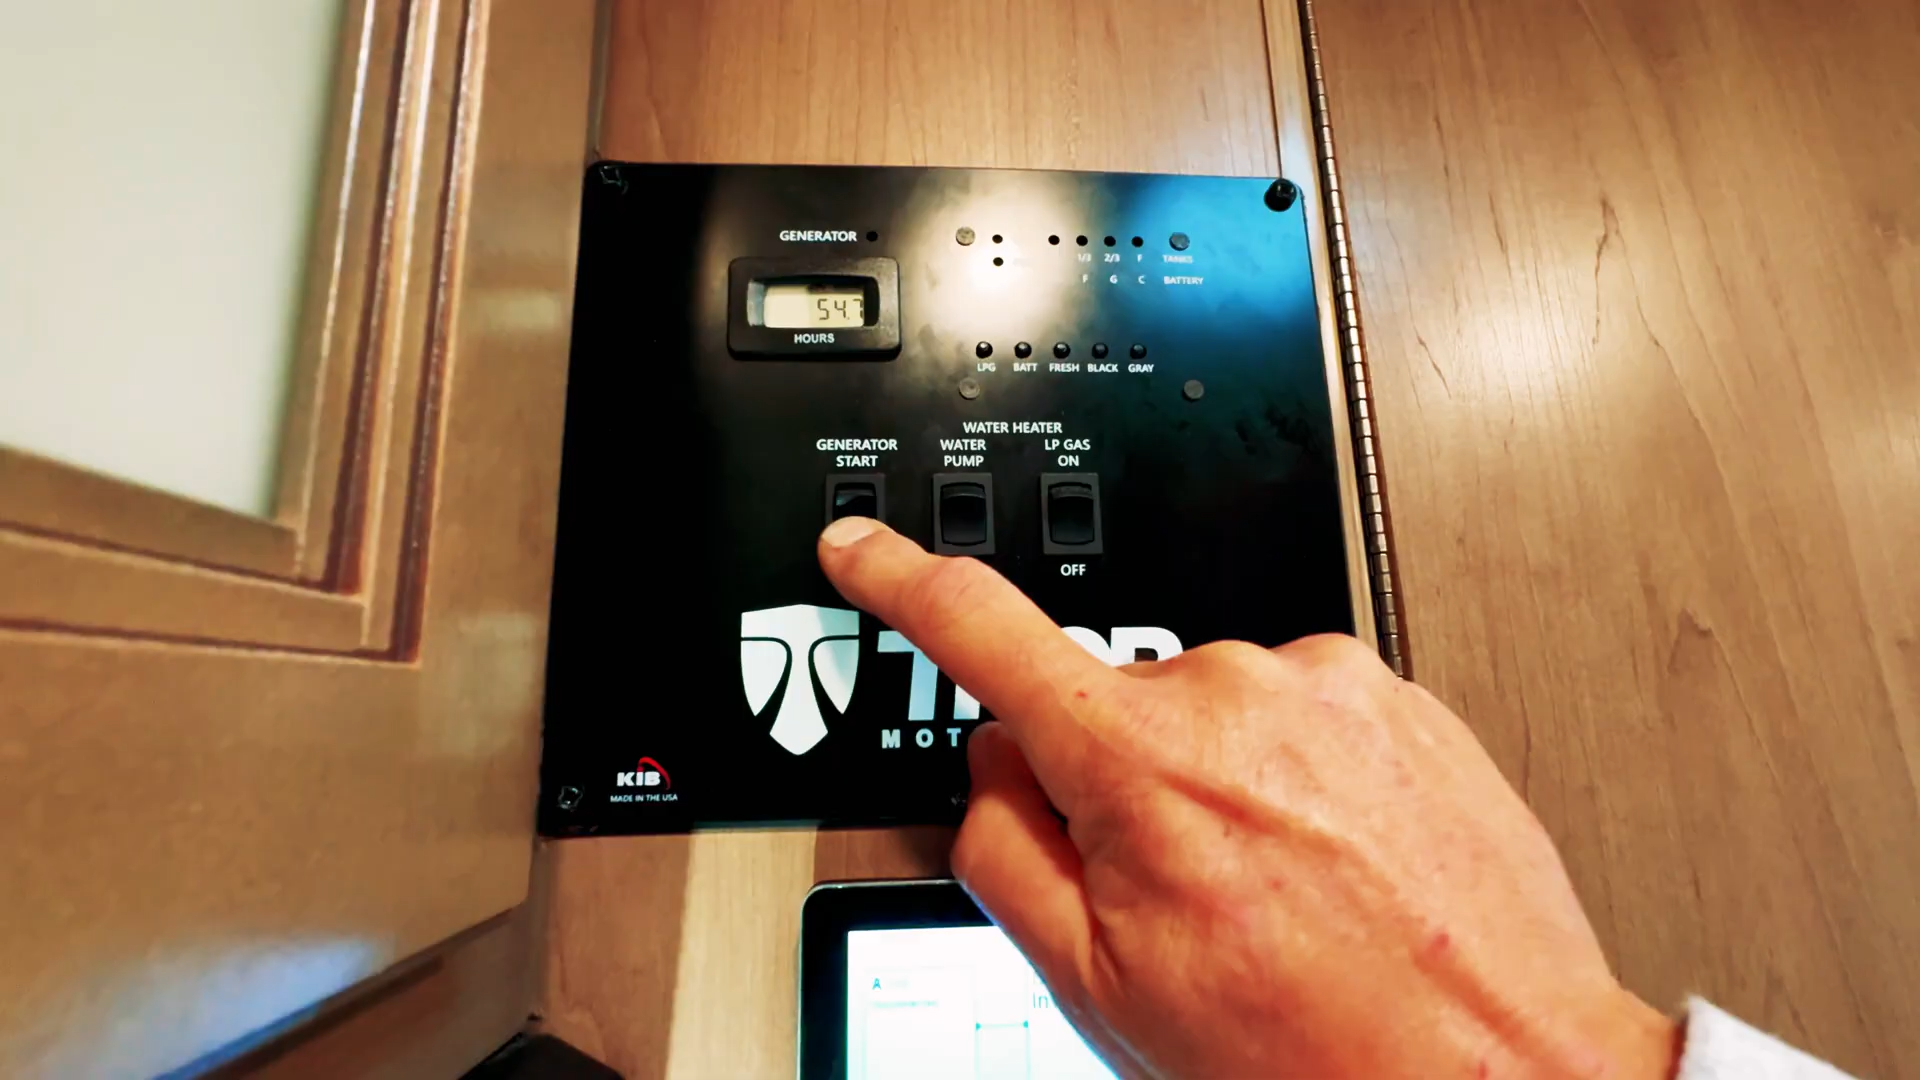 GENERATOR
54.7
HOURS
1/3 2/3 F TANKS
F G C BATTERY
LPG BATT FRESH BLACK GRAY
WATER HEATER
GENERATOR START
WATER PUMP
LP GAS ON
OFF
MOT
KIB
MADE IN THE USA
A